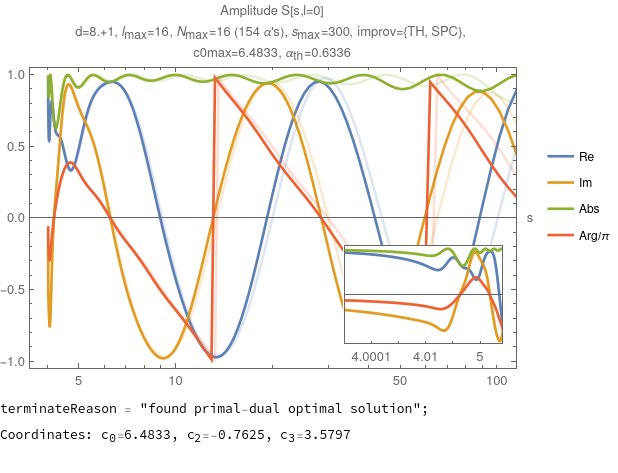 Amplitude S[s,l=0]
d=8.+1, lmax=16, Nmax=16 (154 α's), smax=300, improv={TH, SPC},
c0max=6.4833, αth=0.6336
1.0
0.5
0.0
−0.5
−1.0
5
10
50
100
s
4.0001
4.01
5
Re
Im
Abs
Arg/π
terminateReason = "found primal-dual optimal solution";
Coordinates: c₀=6.4833, c₂=-0.7625, c₃=3.5797